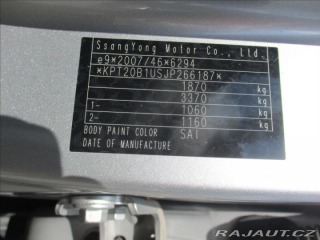 SsangYong Motor Co., Ltd.
e9*2007/46*6294
*KPT20B1USJP266187*
1870 kg
3370 kg
1- 1060 kg
2- 1160 kg
BODY PAINT COLOR SAI
DATE OF MANUFACTURE
RAJAUT.CZ